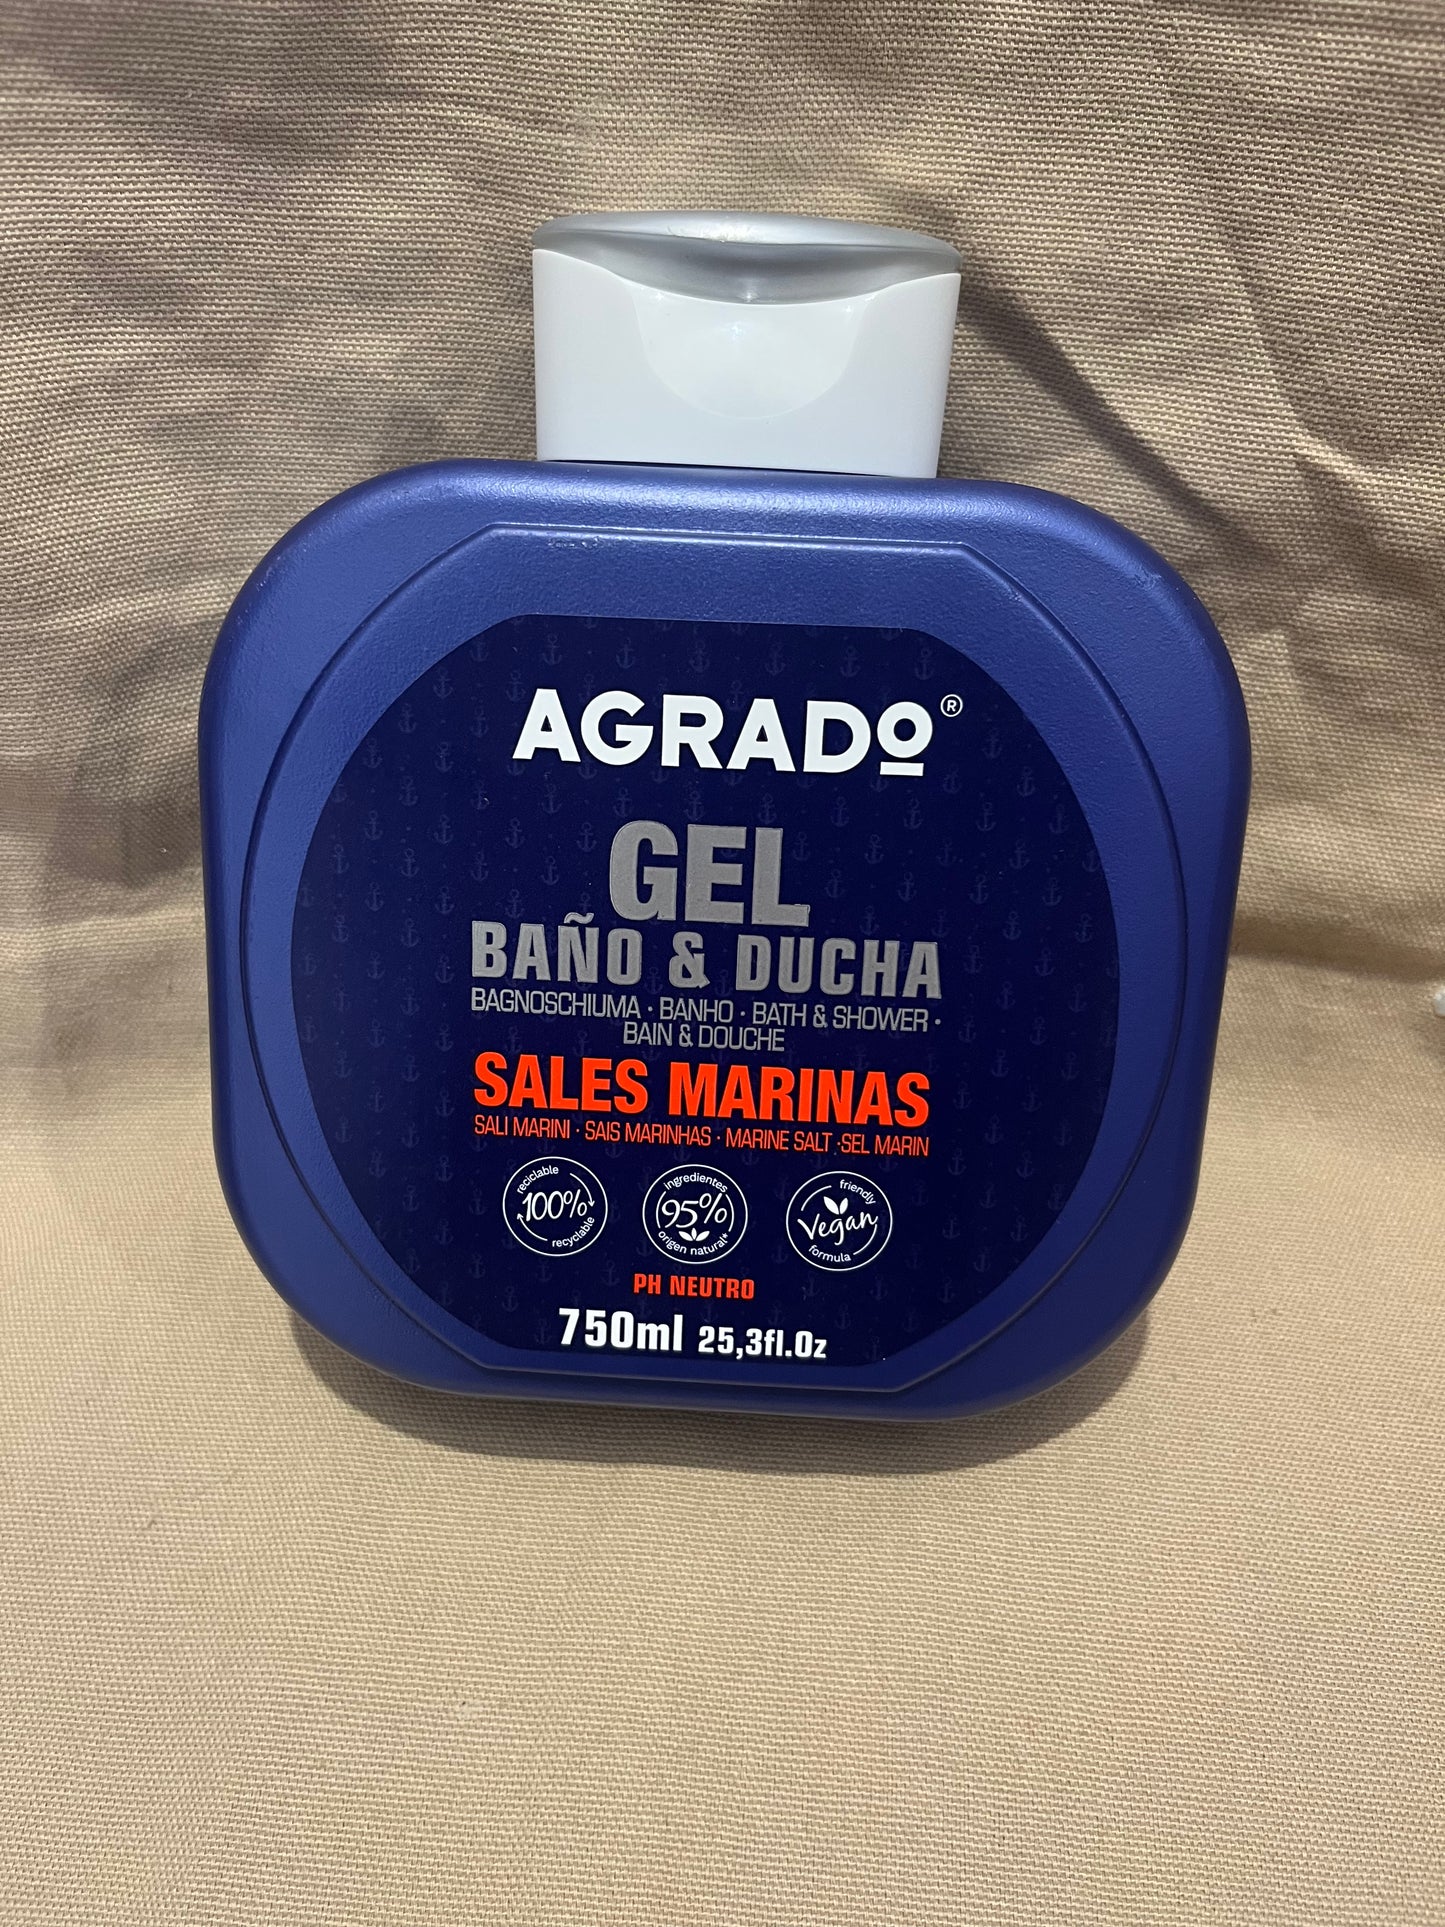 AGRADO®
GEL
BAÑO & DUCHA
BAGNOSCHIUMA · BANHO · BATH & SHOWER ·
BAIN & DOUCHE
SALES MARINAS
SALI MARINI · SAIS MARINHAS · MARINE SALT · SEL MARIN
reciclable
100%
recyclable
ingredientes
95%
origen natural*
friendly
Vegan
formula
PH NEUTRO
750ml 25,3fl.Oz